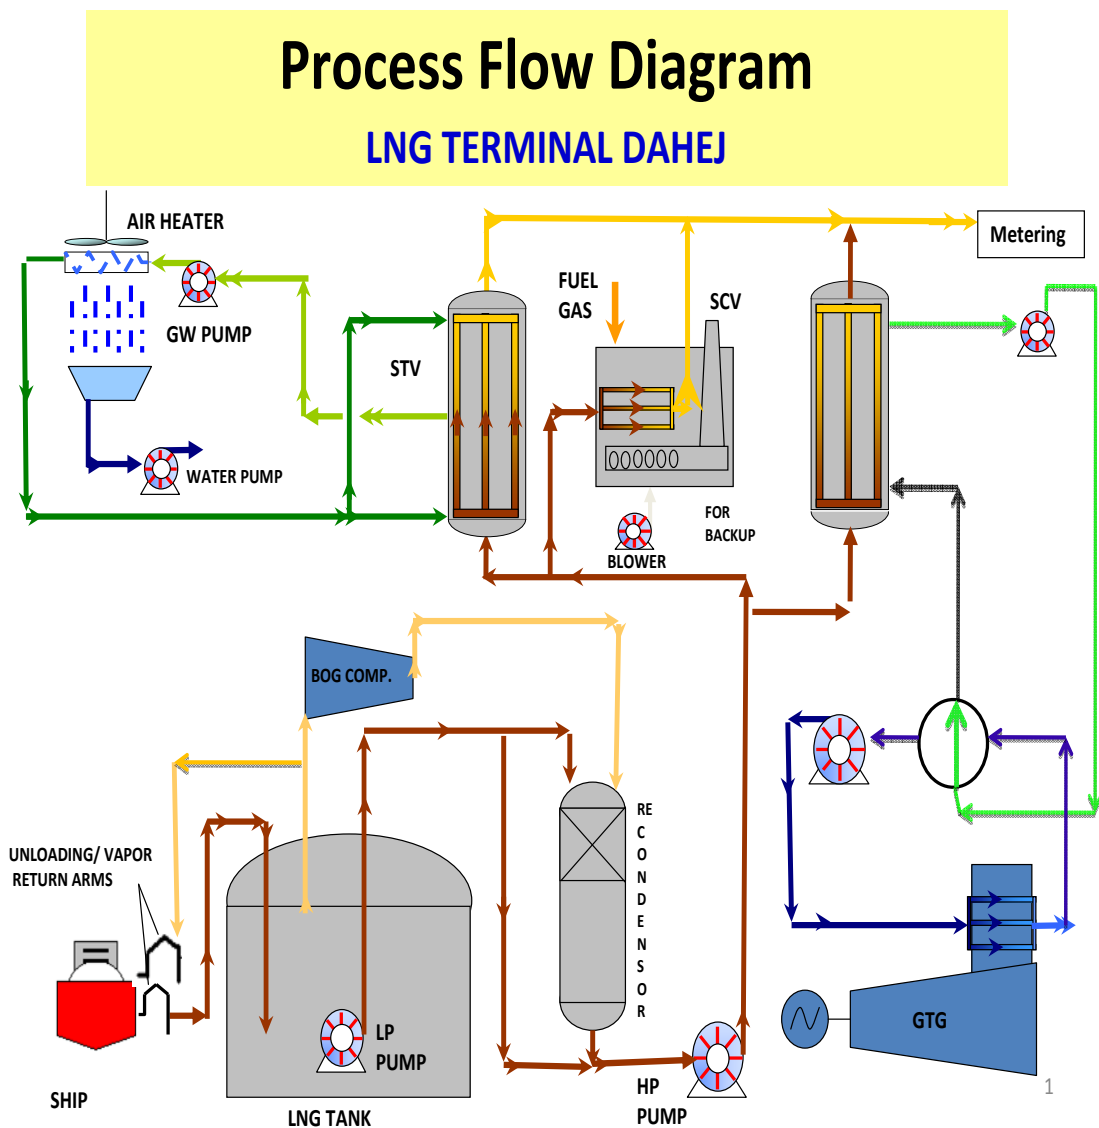 Process Flow Diagram
LNG TERMINAL DAHEJ
AIR HEATER
GW PUMP
WATER PUMP
STV
FUEL
GAS
SCV
Metering
FOR
BACKUP
BLOWER
BOG COMP.
UNLOADING/ VAPOR
RETURN ARMS
RE
C
O
N
D
E
N
S
O
R
LP
PUMP
HP
PUMP
GTG
SHIP
LNG TANK
1